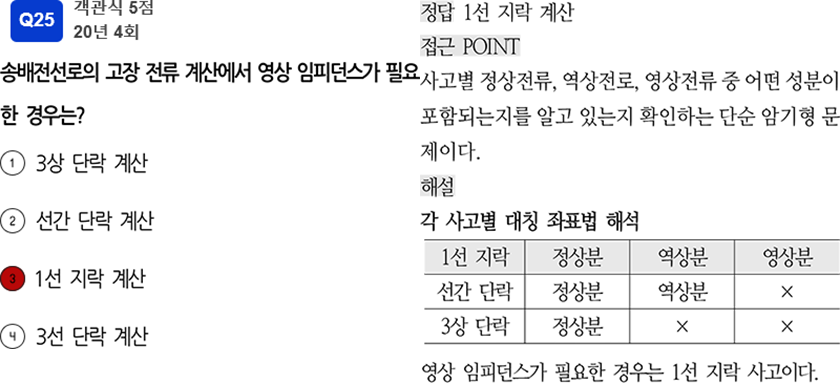 Q25
객관식 5점
20년 4회
송배전선로의 고장 전류 계산에서 영상 임피던스가 필요
한 경우는?
1 3상 단락 계산
2 선간 단락 계산
3 1선 지락 계산
4 3선 단락 계산
정답 1선 지락 계산
접근 POINT
사고별 정상전류, 역상전로, 영상전류 중 어떤 성분이
포함되는지를 알고 있는지 확인하는 단순 암기형 문
제이다.
해설
각 사고별 대칭 좌표법 해석
1선 지락 정상분 역상분 영상분
선간 단락 정상분 역상분 ×
3상 단락 정상분 × ×
영상 임피던스가 필요한 경우는 1선 지락 사고이다.